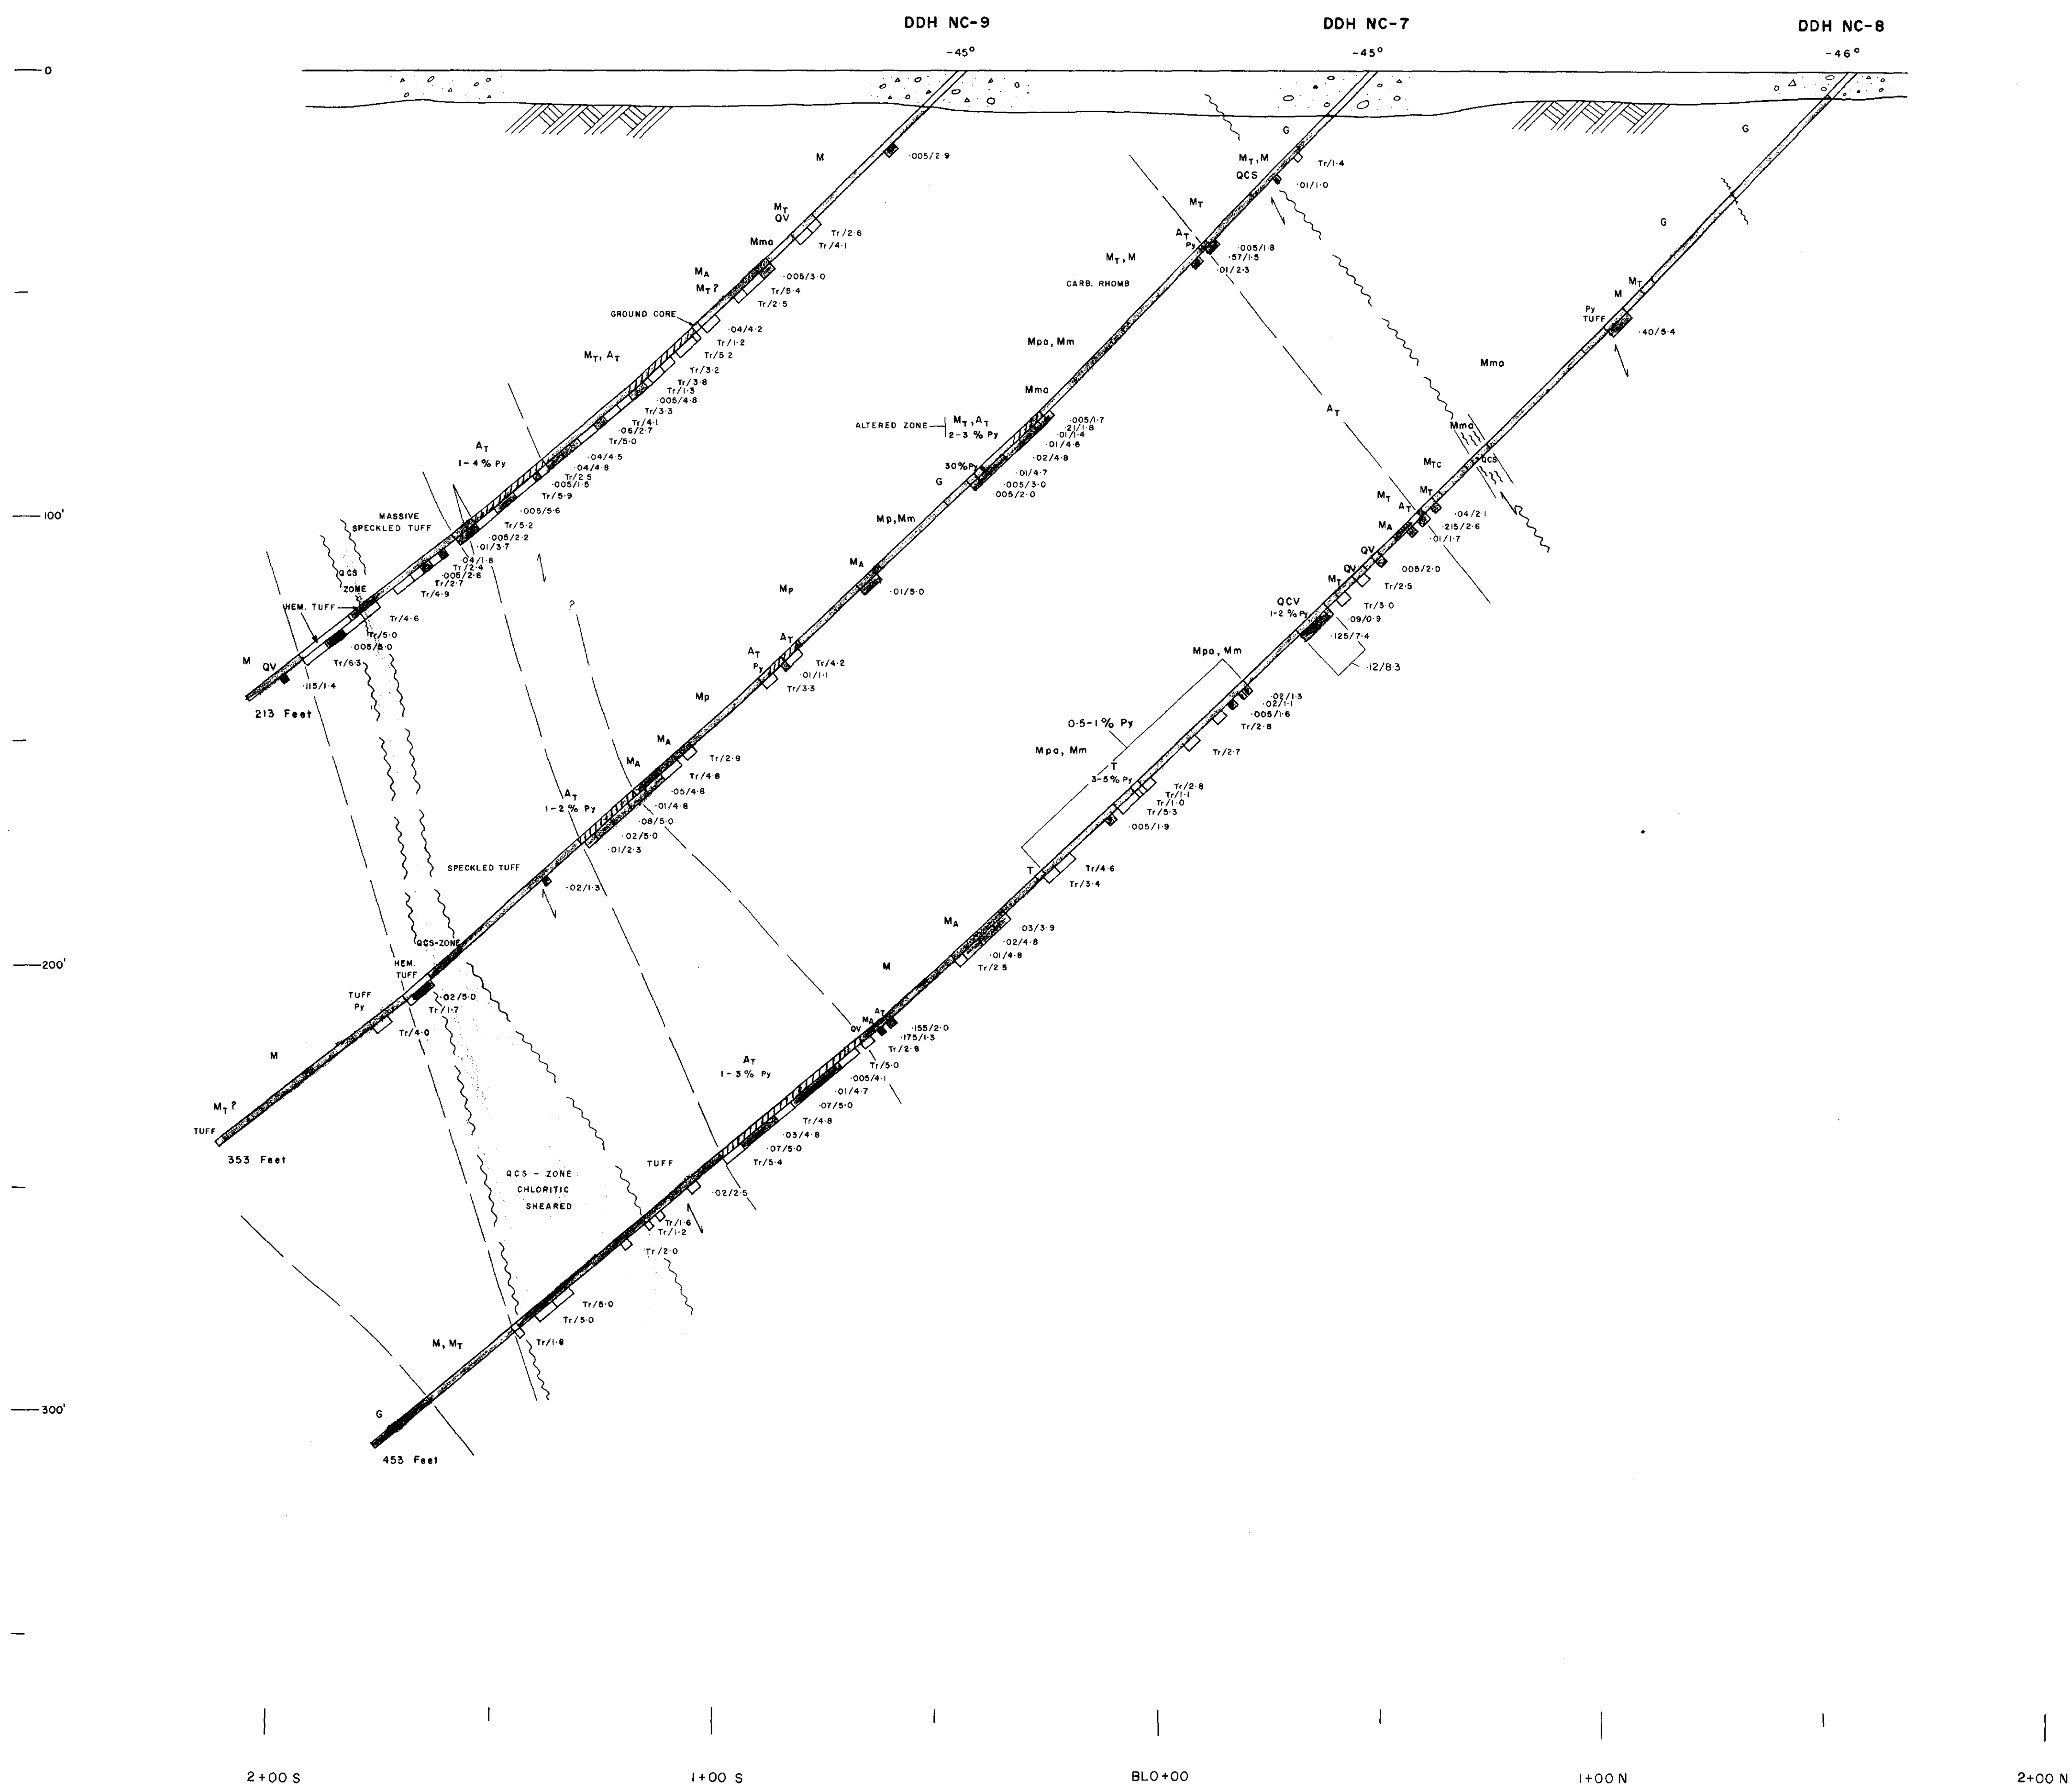 DDH NC-9
DDH NC-7
DDH NC-8
-45°
-45°
-46°
0
100'
200'
300'
M
.005/2.9
MT
QV
Tr/2.6
Tr/4.1
Mma
MA
MT?
.005/3.0
Tr/5.4
Tr/2.5
GROUND CORE
.04/4.2
Tr/1.2
Tr/5.2
MT, AT
Tr/3.2
Tr/3.8
Tr/1.3
.005/4.8
Tr/3.3
Tr/4.1
.06/2.7
Tr/5.0
AT
1-4% Py
.04/4.5
.04/4.8
Tr/2.5
.005/1.5
Tr/5.9
.005/5.6
Tr/5.2
.005/2.2
.01/3.7
MASSIVE
SPECKLED TUFF
.04/1.8
Tr/2.4
.005/2.6
Tr/2.7
Tr/4.9
QCS
ZONE
HEM. TUFF
Tr/4.6
Tr/5.0
.005/5.0
Tr/6.3
M
QV
.115/1.4
213 Feet
G
Tr/1.4
MT, M
QCS
.01/1.0
MT
AT
Py
.005/1.8
.57/1.5
.01/2.3
MT, M
CARB. RHOMB
Mpa, Mm
Mma
ALTERED ZONE
MT, AT
2-3% Py
.005/1.7
.21/1.8
.01/1.4
.01/4.6
.02/4.8
30% Py
.01/4.7
.005/3.0
.005/2.0
G
Mp, Mm
MA
.01/5.0
Mp
AT
AT
Py
Tr/4.2
.01/1.1
Tr/3.3
Mp
?
MA
MA
Tr/2.9
Tr/4.8
.05/4.8
.01/4.8
.08/5.0
.02/5.0
.01/2.3
AT
1-2% Py
SPECKLED TUFF
.02/1.3
QCS-ZONE
HEM.
TUFF
.02/5.0
Tr/1.7
TUFF
Py
Tr/4.0
M
MT?
TUFF
353 Feet
G
G
MT
M
Py
TUFF
.40/5.4
Mma
AT
Mma
QCS
MTC
MT
MT
AT
MA
.04/2.1
.215/2.6
.01/1.7
QV
.005/2.0
QV
MT
Tr/2.5
Tr/3.0
QCV
1-2% Py
.09/0.9
.125/7.4
.12/8.3
Mpa, Mm
.02/1.3
.02/1.1
.005/1.6
Tr/2.8
Tr/2.7
0.5-1% Py
Mpa, Mm
T
3-5% Py
Tr/2.8
Tr/1.1
Tr/1.0
Tr/5.3
.005/1.9
Tr/4.6
Tr/3.4
T
MA
.03/3.9
.02/4.8
.01/4.8
Tr/2.5
M
AT
MA
QV
.155/2.0
.175/1.3
Tr/2.8
Tr/5.0
.005/4.1
.01/4.7
.07/5.0
Tr/4.8
.03/4.8
.07/5.0
Tr/5.4
AT
1-3% Py
TUFF
.02/2.5
QCS - ZONE
CHLORITIC
SHEARED
Tr/1.6
Tr/1.2
Tr/2.0
Tr/5.0
Tr/5.0
Tr/1.8
M, MT
G
453 Feet
2+00 S
1+00 S
BL0+00
1+00 N
2+00 N